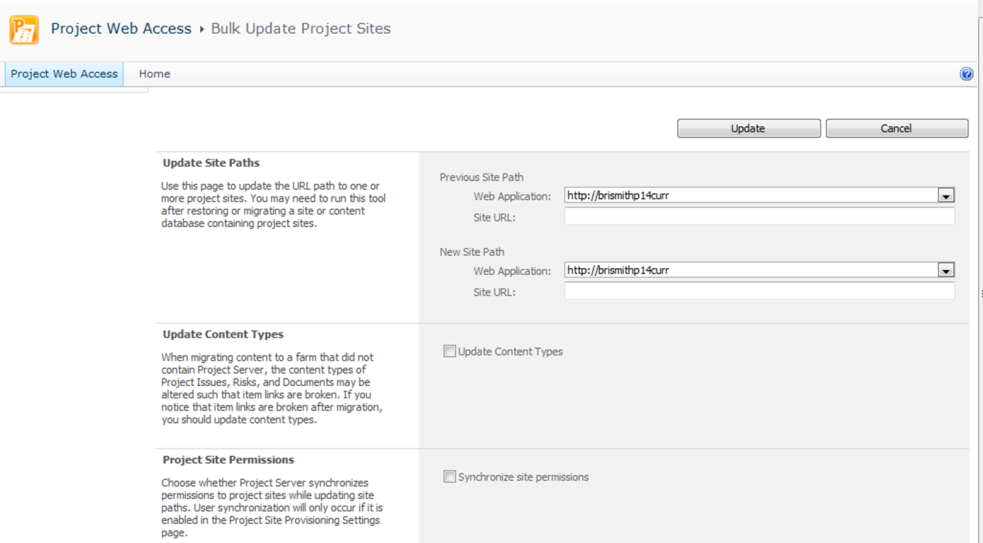 Project Web Access ▸ Bulk Update Project Sites
Project Web Access Home
Update Cancel
Update Site Paths
Use this page to update the URL path to one or
more project sites. You may need to run this tool
after restoring or migrating a site or content
database containing project sites.
Previous Site Path
Web Application: http://brismithp14curr
Site URL:
New Site Path
Web Application: http://brismithp14curr
Site URL:
Update Content Types
When migrating content to a farm that did not
contain Project Server, the content types of
Project Issues, Risks, and Documents may be
altered such that item links are broken. If you
notice that item links are broken after migration,
you should update content types.
Update Content Types
Project Site Permissions
Choose whether Project Server synchronizes
permissions to project sites while updating site
paths. User synchronization will only occur if it is
enabled in the Project Site Provisioning Settings
page.
Synchronize site permissions